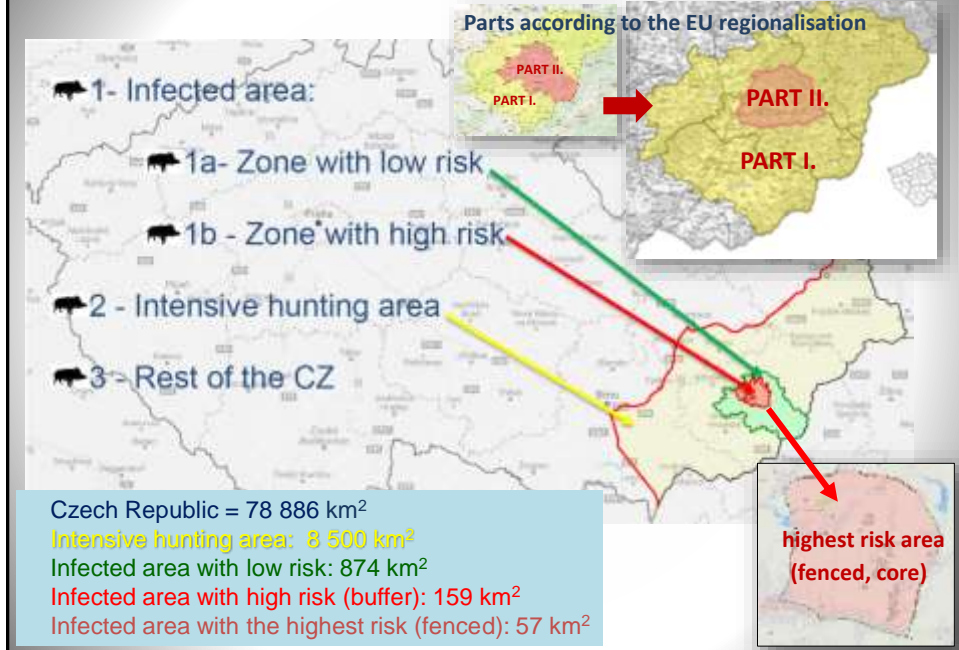 Parts according to the EU regionalisation
PART II.
PART I.
PART II.
PART I.
1- Infected area:
1a- Zone with low risk
1b - Zone with high risk
2 - Intensive hunting area
3 - Rest of the CZ
Praha
Brno
highest risk area
(fenced, core)
Czech Republic = 78 886 km²
Intensive hunting area: 8 500 km²
Infected area with low risk: 874 km²
Infected area with high risk (buffer): 159 km²
Infected area with the highest risk (fenced): 57 km²